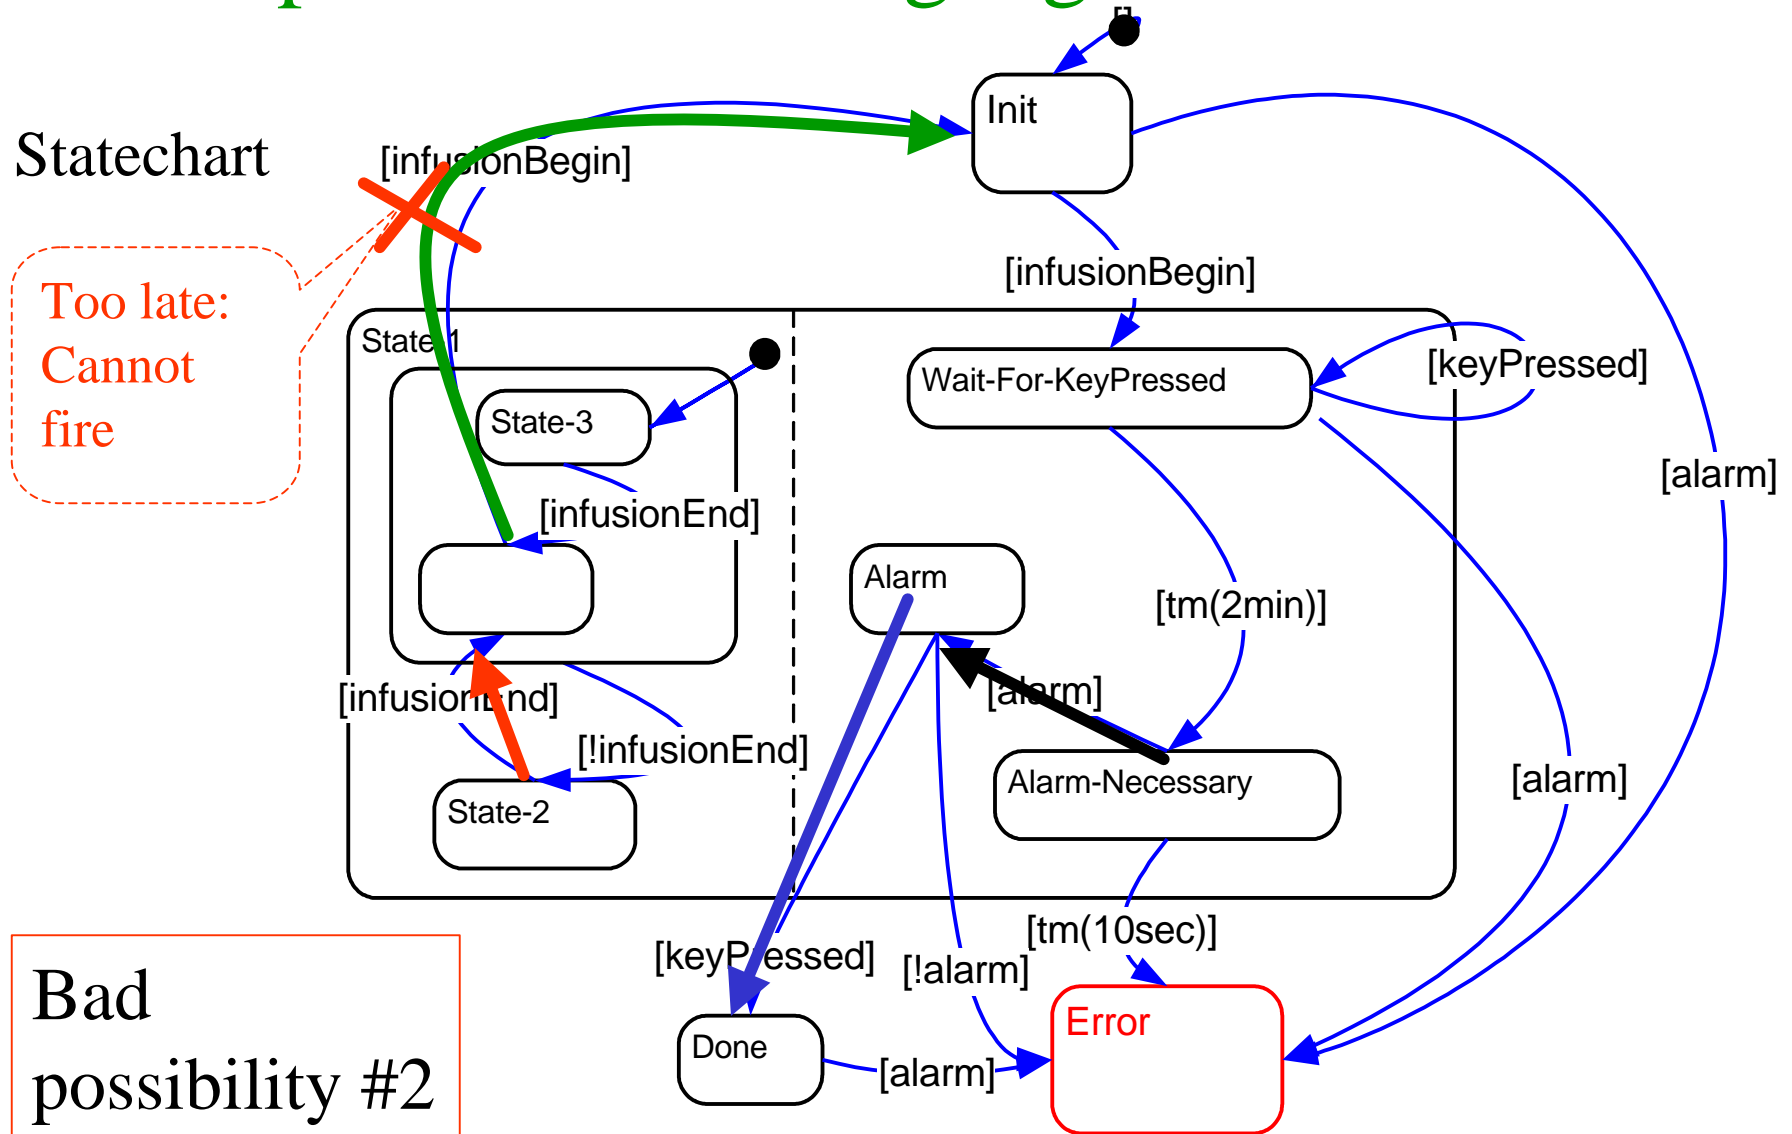 []
Init
Statechart
[infusionBegin]
Too late:
Cannot
fire
[infusionBegin]
State-1
Wait-For-KeyPressed
[keyPressed]
State-3
[alarm]
[infusionEnd]
Alarm
[tm(2min)]
[infusionEnd]
[alarm]
[!infusionEnd]
Alarm-Necessary
[alarm]
State-2
[tm(10sec)]
[keyPressed]
[!alarm]
Bad
possibility #2
Error
Done
[alarm]